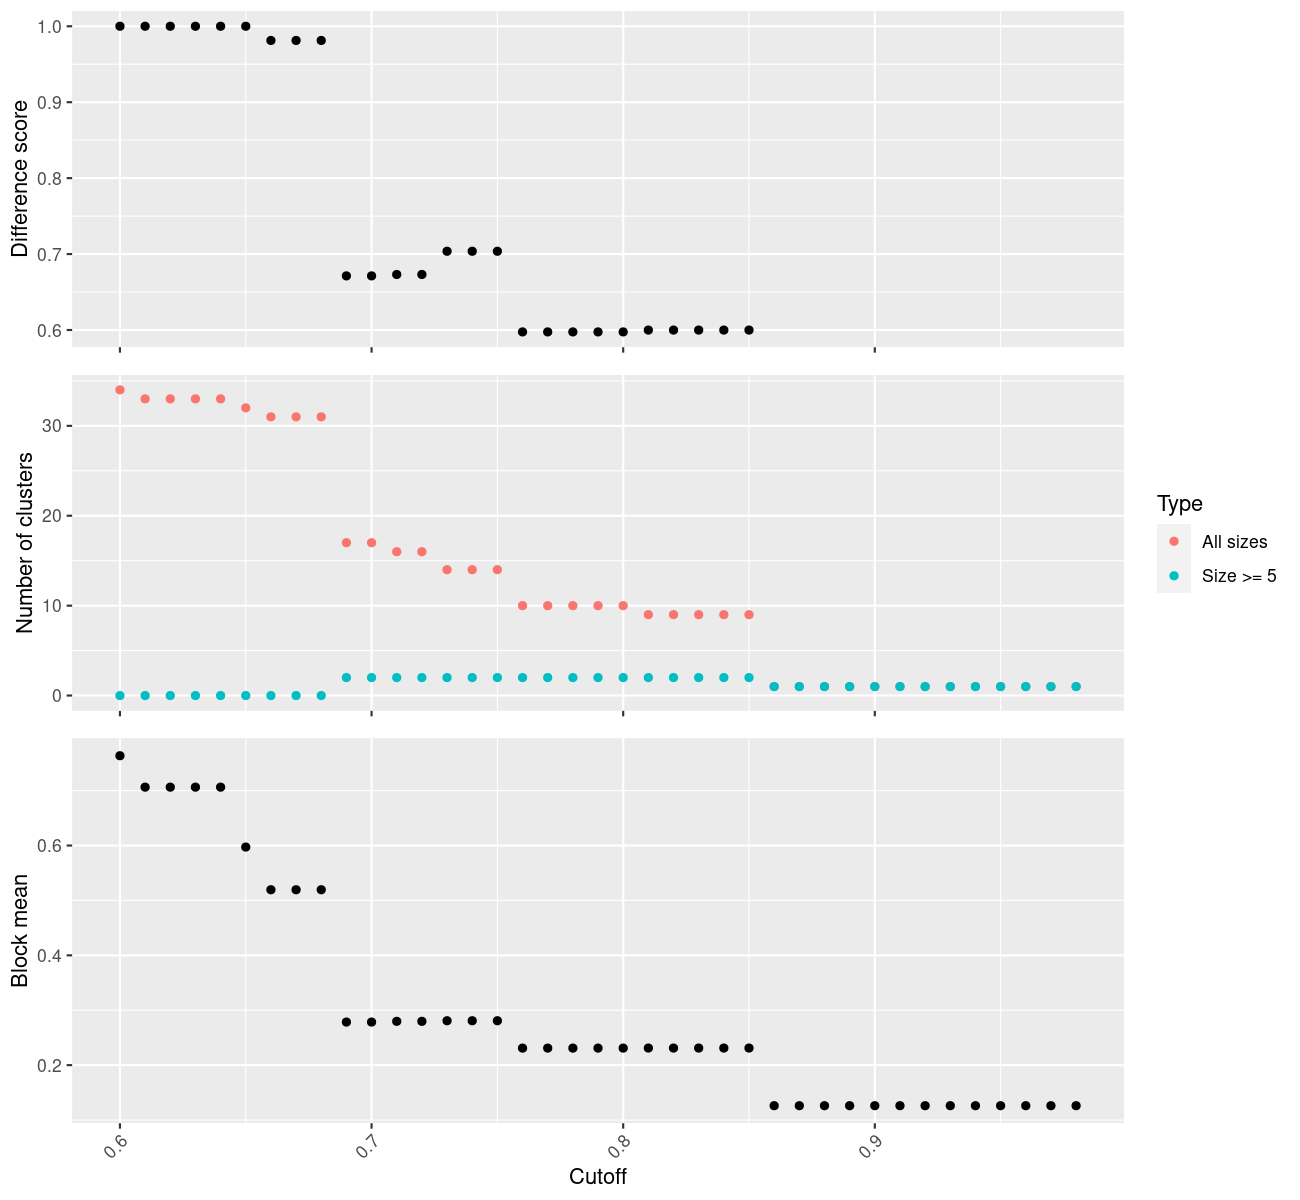 Difference score
1.0
0.9
0.8
0.7
0.6
Number of clusters
30
20
10
0
Type
All sizes
Size >= 5
Block mean
0.6
0.4
0.2
0.6
0.7
0.8
0.9
Cutoff